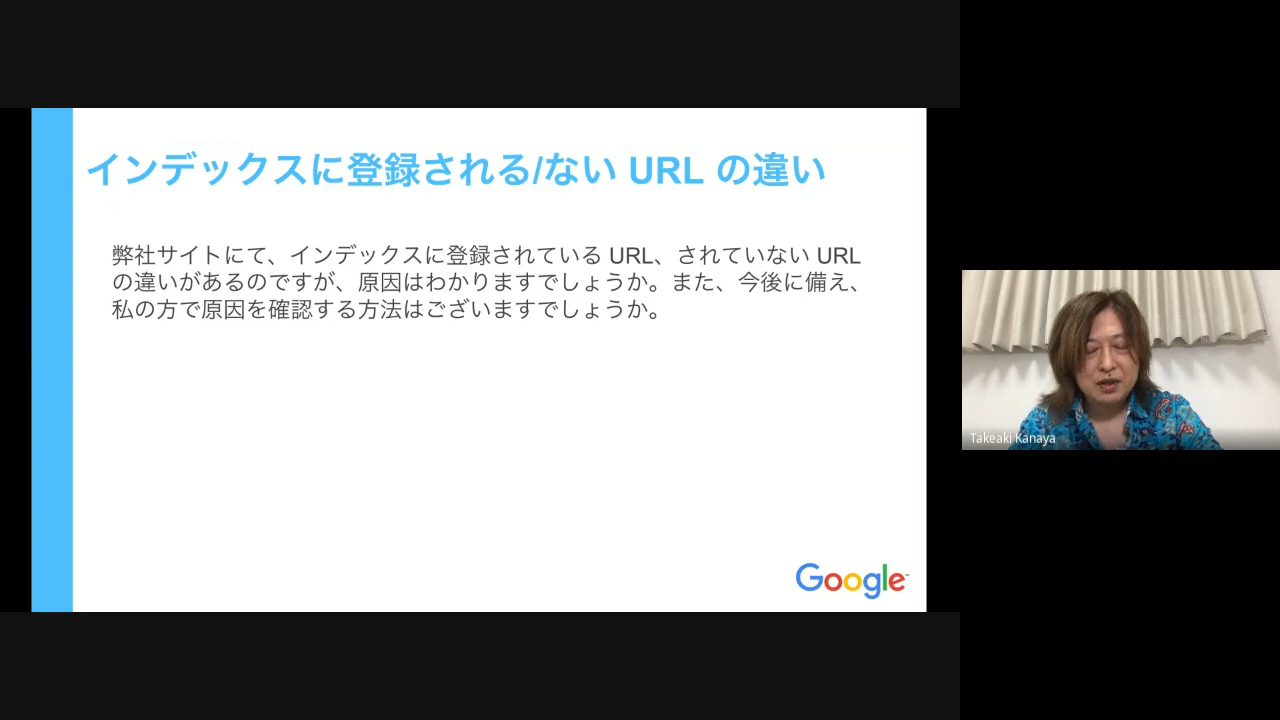 インデックスに登録される/ない URL の違い
弊社サイトにて、インデックスに登録されている URL、されていない URL
の違いがあるのですが、原因はわかりますでしょうか。また、今後に備え、
私の方で原因を確認する方法はございますでしょうか。
Google
Takeaki Kanaya